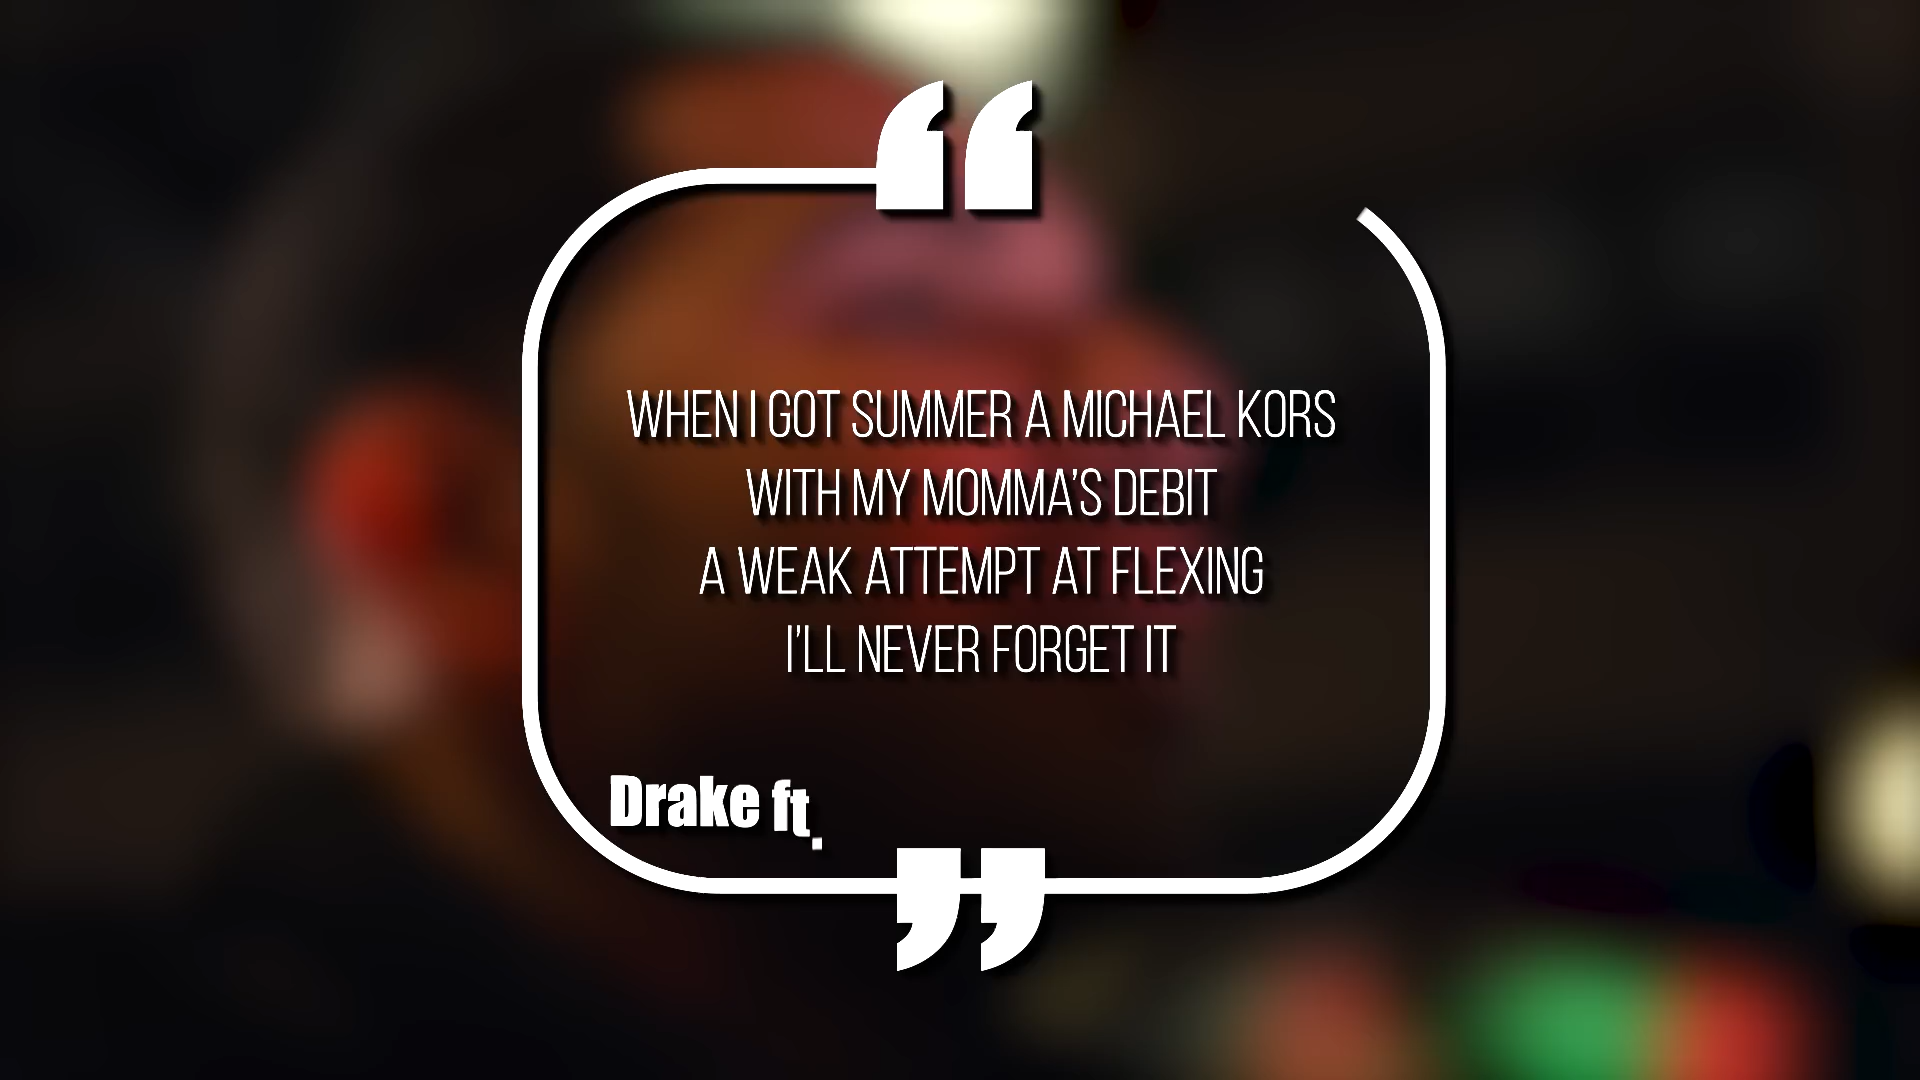 WHEN I GOT SUMMER A MICHAEL KORS
WITH MY MOMMA'S DEBIT
A WEAK ATTEMPT AT FLEXING
I'LL NEVER FORGET IT
Drake ft.